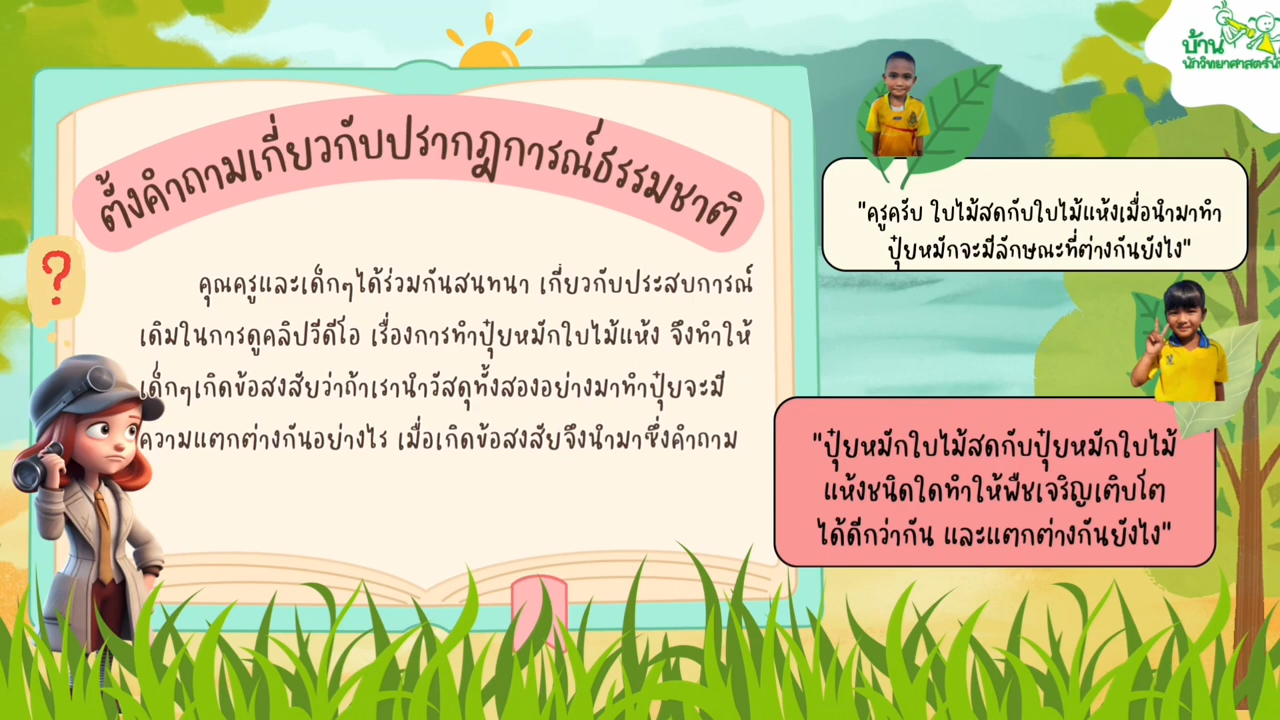 บ้าน
นักวิทยาศาสตร์น้
ตั้งคำถามเกี่ยวกับปรากฏการณ์ธรรมชาติ
?
คุณครูและเด็กๆได้ร่วมกันสนทนา เกี่ยวกับประสบการณ์
เดิมในการดูคลิปวีดีโอ เรื่องการทำปุ๋ยหมักใบไม้แห้ง จึงทำให้
เด็กๆเกิดข้อสงสัยว่าถ้าเรานำวัสดุทั้งสองอย่างมาทำปุ๋ยจะมี
ความแตกต่างกันอย่างไร เมื่อเกิดข้อสงสัยจึงนำมาซึ่งคำถาม
"ครูครับ ใบไม้สดกับใบไม้แห้งเมื่อนำมาทำ
ปุ๋ยหมักจะมีลักษณะที่ต่างกันยังไง"
"ปุ๋ยหมักใบไม้สดกับปุ๋ยหมักใบไม้
แห้งชนิดใดทำให้พืชเจริญเติบโต
ได้ดีกว่ากัน และแตกต่างกันยังไง"